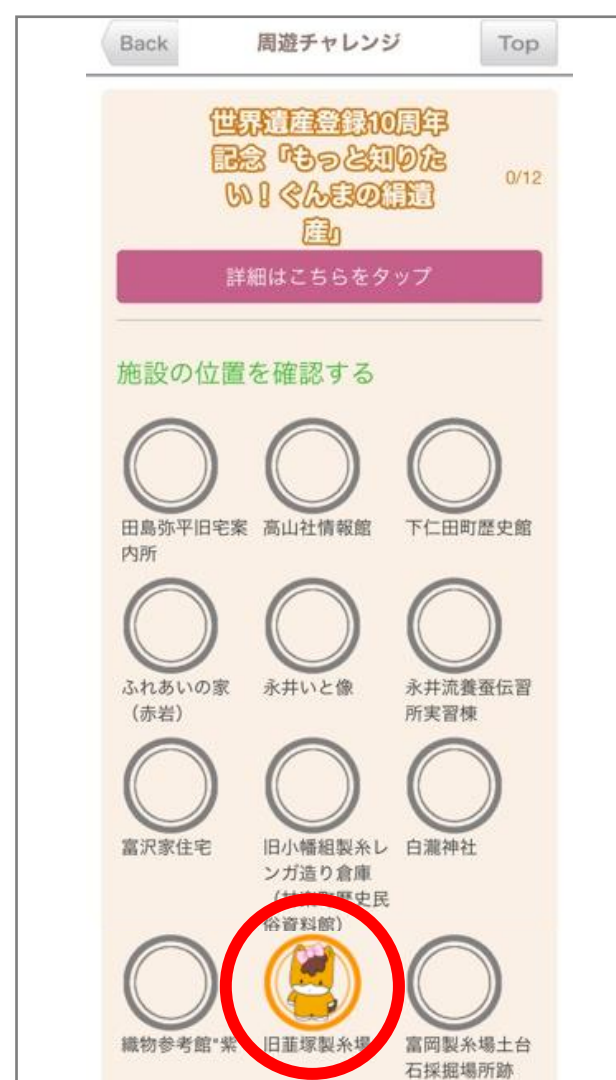 Back
周遊チャレンジ
Top
世界遺産登録10周年
記念「もっと知りた
い！ぐんまの絹遺
産」
0/12
詳細はこちらをタップ
施設の位置を確認する
田島弥平旧宅案
内所
高山社情報館
下仁田町歴史館
ふれあいの家
（赤岩）
永井いと像
永井流養蚕伝習
所実習棟
富沢家住宅
旧小幡組製糸レ
ンガ造り倉庫
歴史民
俗資料館）
白瀧神社
織物参考館"紫
旧韮塚製糸場
富岡製糸場土台
石採掘場所跡